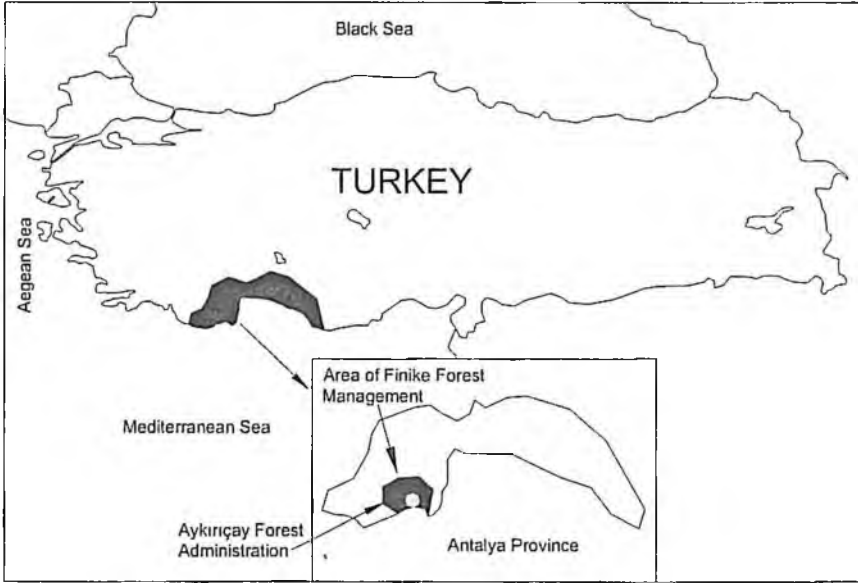 Black Sea
TURKEY
Aegean Sea
Area of Finike Forest
Management
Mediterranean Sea
Aykırıçay Forest
Administration
Antalya Province